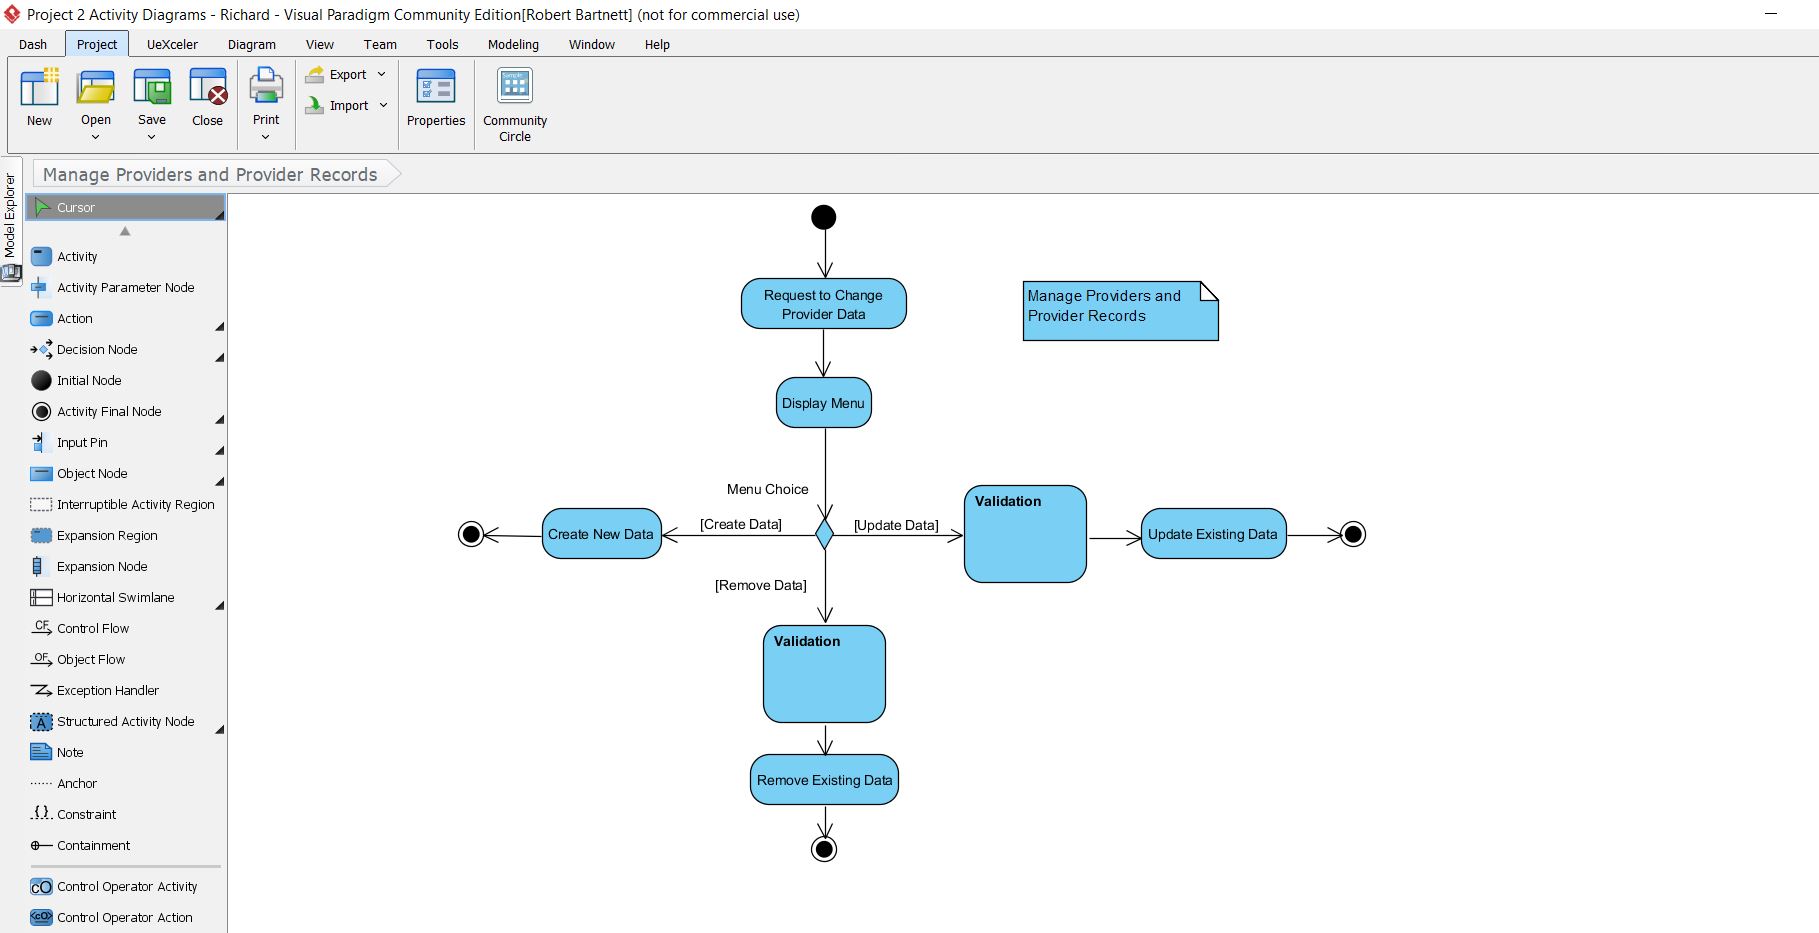 Project 2 Activity Diagrams - Richard - Visual Paradigm Community Edition[Robert Bartnett] (not for commercial use)
Dash Project UeXceler Diagram View Team Tools Modeling Window Help
New
Open
Save
Close
Print
Export
Import
Properties
Community
Circle
Sample
Model Explorer
Manage Providers and Provider Records
Cursor
Activity
Activity Parameter Node
Action
Decision Node
Initial Node
Activity Final Node
Input Pin
Object Node
Interruptible Activity Region
Expansion Region
Expansion Node
Horizontal Swimlane
CF
Control Flow
OF
Object Flow
Exception Handler
A
Structured Activity Node
Note
Anchor
{}
Constraint
Containment
cO
Control Operator Activity
<cO>
Control Operator Action
Request to Change
Provider Data
Manage Providers and
Provider Records
Display Menu
Menu Choice
[Create Data]
[Update Data]
Create New Data
Validation
Update Existing Data
[Remove Data]
Validation
Remove Existing Data